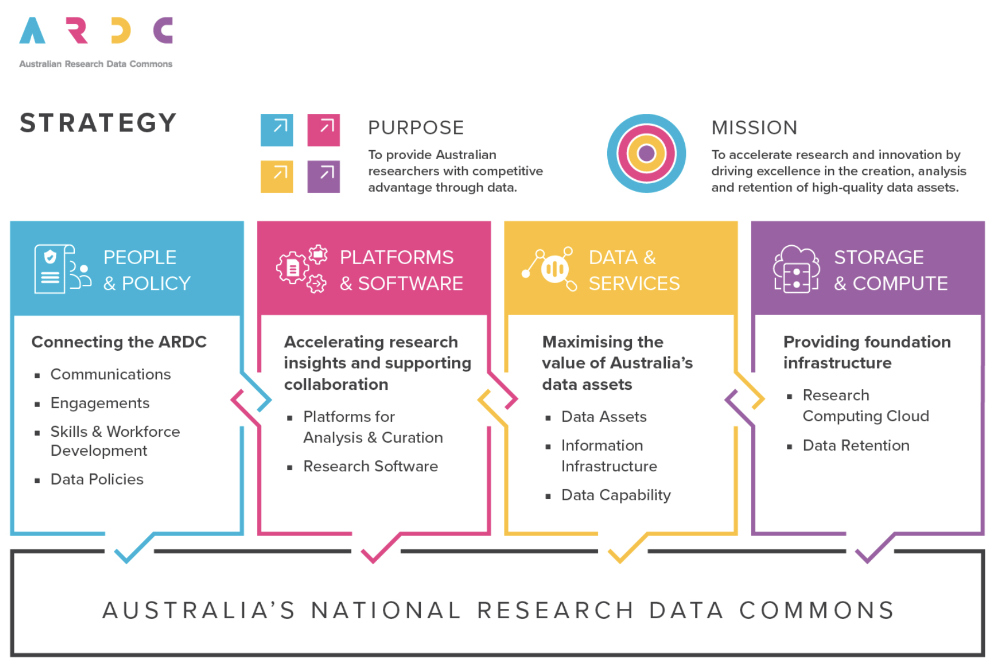 ARDC
Australian Research Data Commons
STRATEGY
PURPOSE
To provide Australian
researchers with competitive
advantage through data.
MISSION
To accelerate research and innovation by
driving excellence in the creation, analysis
and retention of high-quality data assets.
PEOPLE
& POLICY
Connecting the ARDC
▪ Communications
▪ Engagements
▪ Skills & Workforce
Development
▪ Data Policies
PLATFORMS
& SOFTWARE
Accelerating research
insights and supporting
collaboration
▪ Platforms for
Analysis & Curation
▪ Research Software
DATA &
SERVICES
Maximising the
value of Australia’s
data assets
▪ Data Assets
▪ Information
Infrastructure
▪ Data Capability
STORAGE
& COMPUTE
Providing foundation
infrastructure
▪ Research
Computing Cloud
▪ Data Retention
AUSTRALIA’S NATIONAL RESEARCH DATA COMMONS